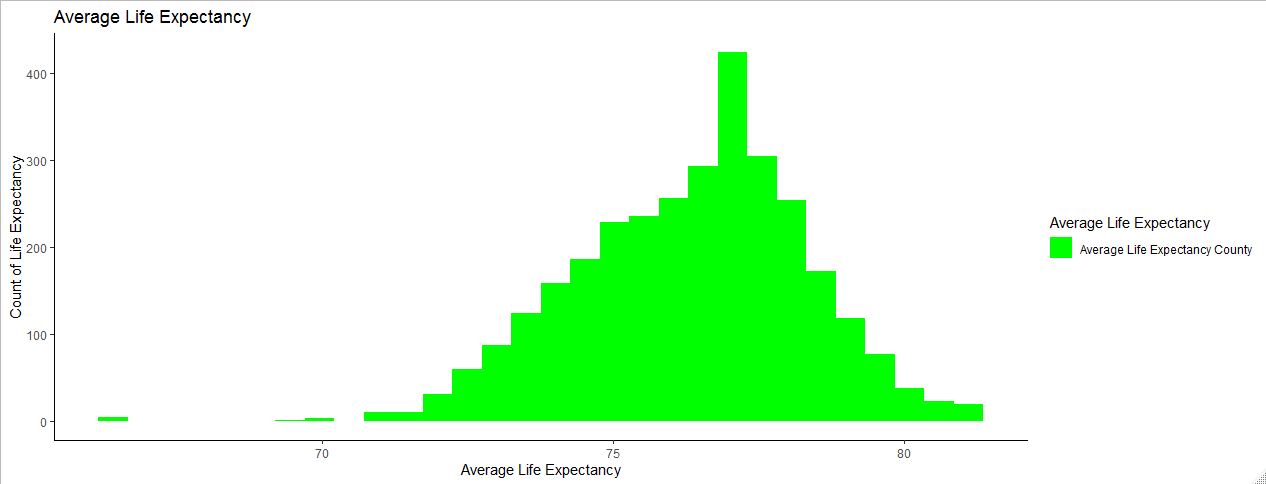 Average Life Expectancy
400
300
200
100
0
Count of Life Expectancy
70
75
80
Average Life Expectancy
Average Life Expectancy
Average Life Expectancy County